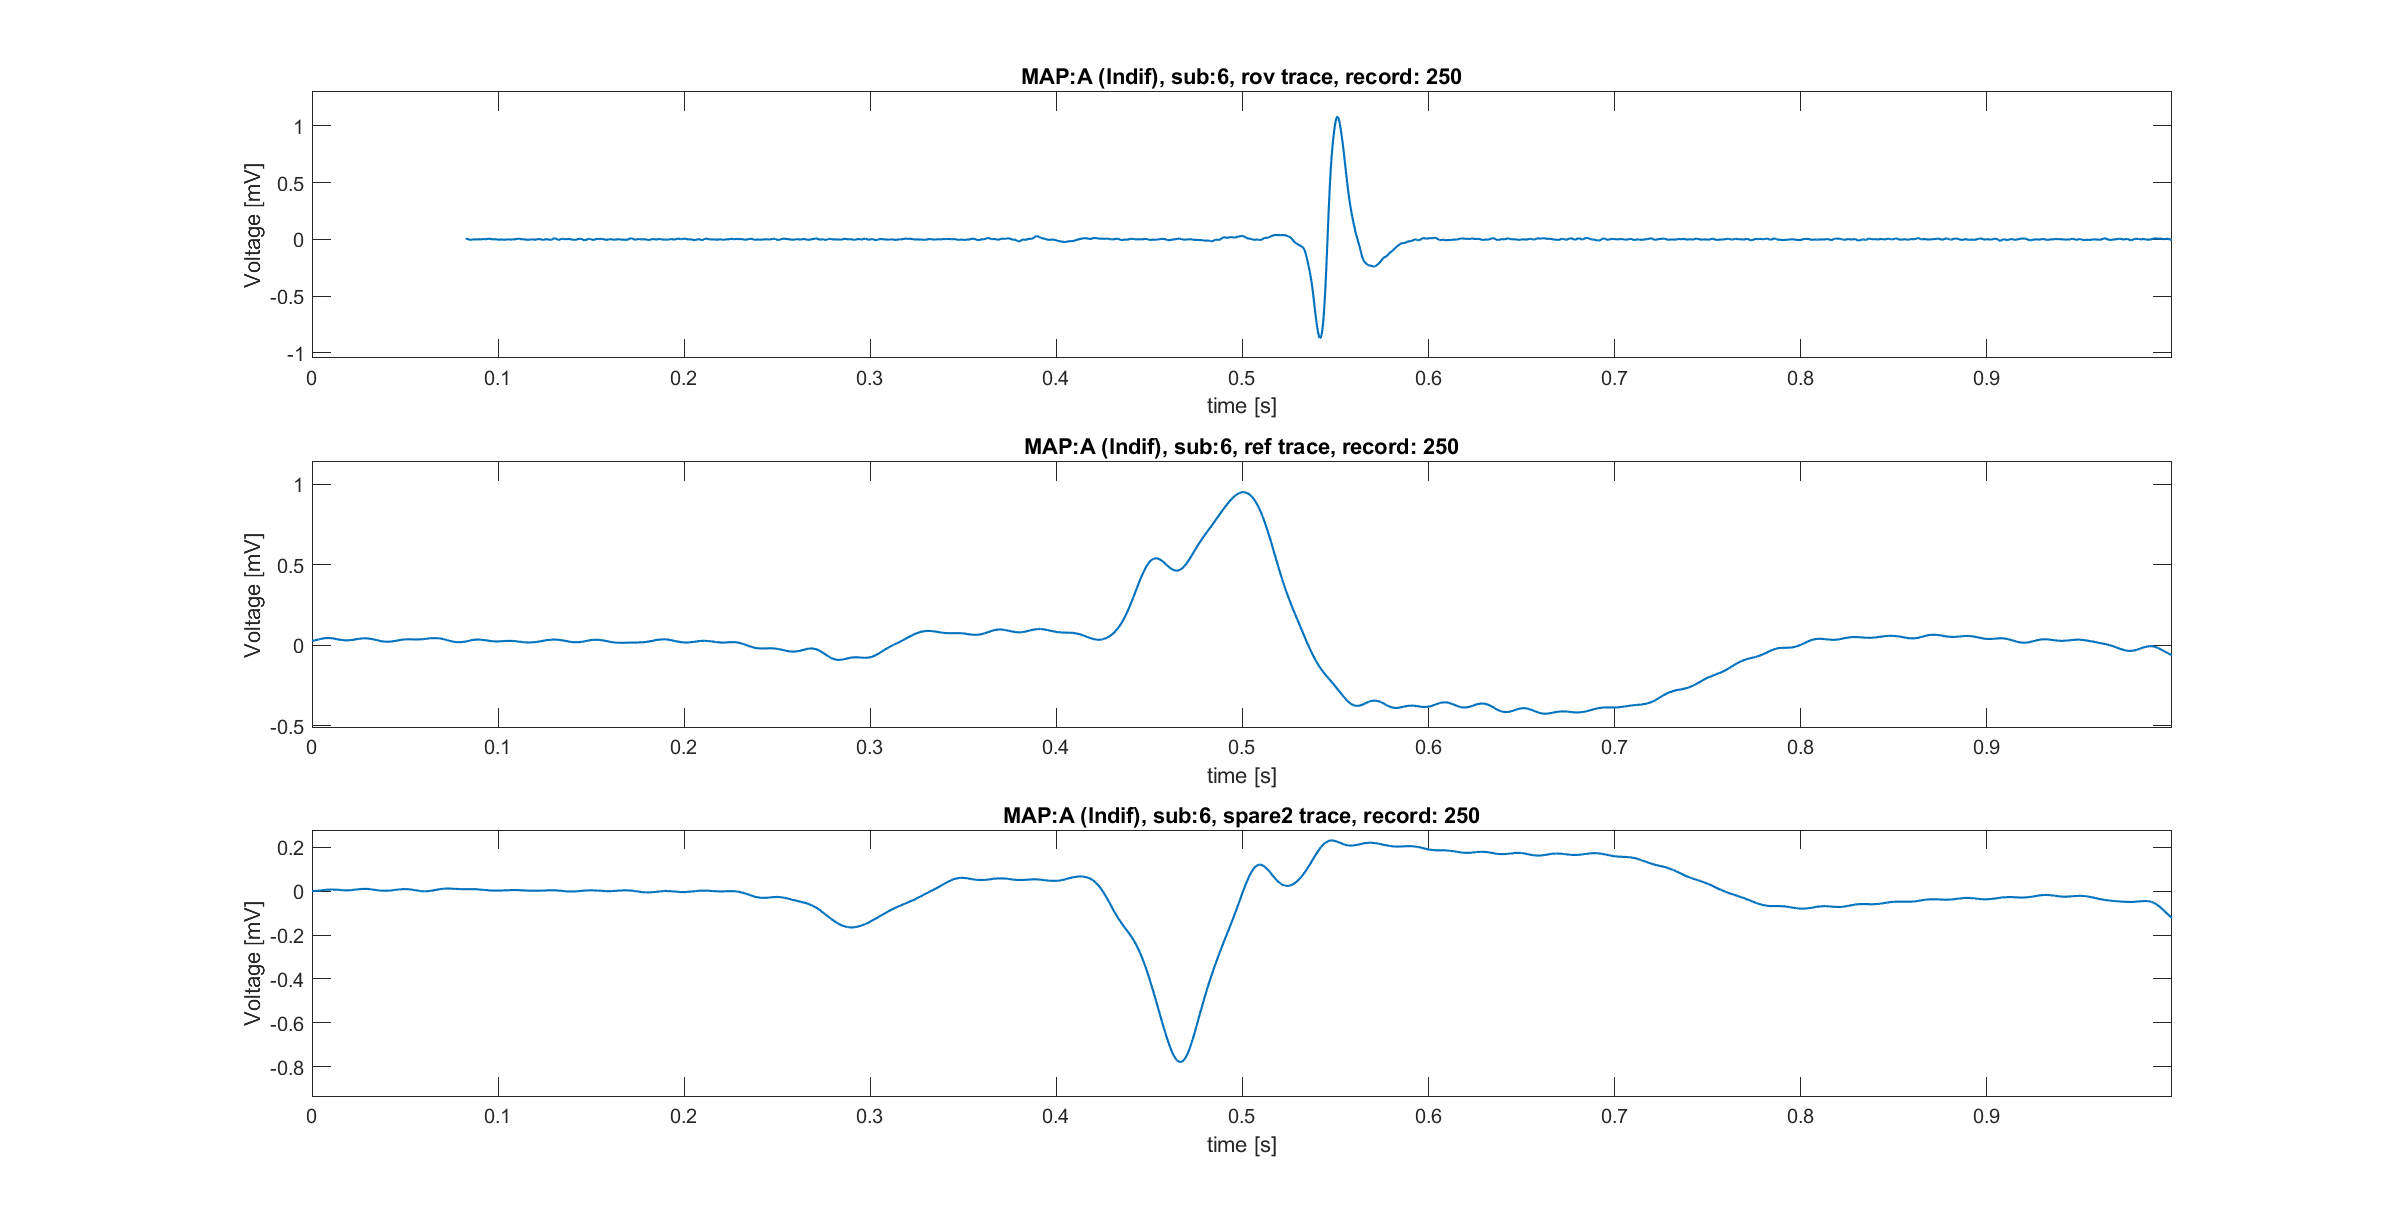 MAP:A (Indif), sub:6, rov trace, record: 250
Voltage [mV]
1
0.5
0
-0.5
-1
0 0.1 0.2 0.3 0.4 0.5 0.6 0.7 0.8 0.9
time [s]
MAP:A (Indif), sub:6, ref trace, record: 250
Voltage [mV]
1
0.5
0
-0.5
0 0.1 0.2 0.3 0.4 0.5 0.6 0.7 0.8 0.9
time [s]
MAP:A (Indif), sub:6, spare2 trace, record: 250
Voltage [mV]
0.2
0
-0.2
-0.4
-0.6
-0.8
0 0.1 0.2 0.3 0.4 0.5 0.6 0.7 0.8 0.9
time [s]